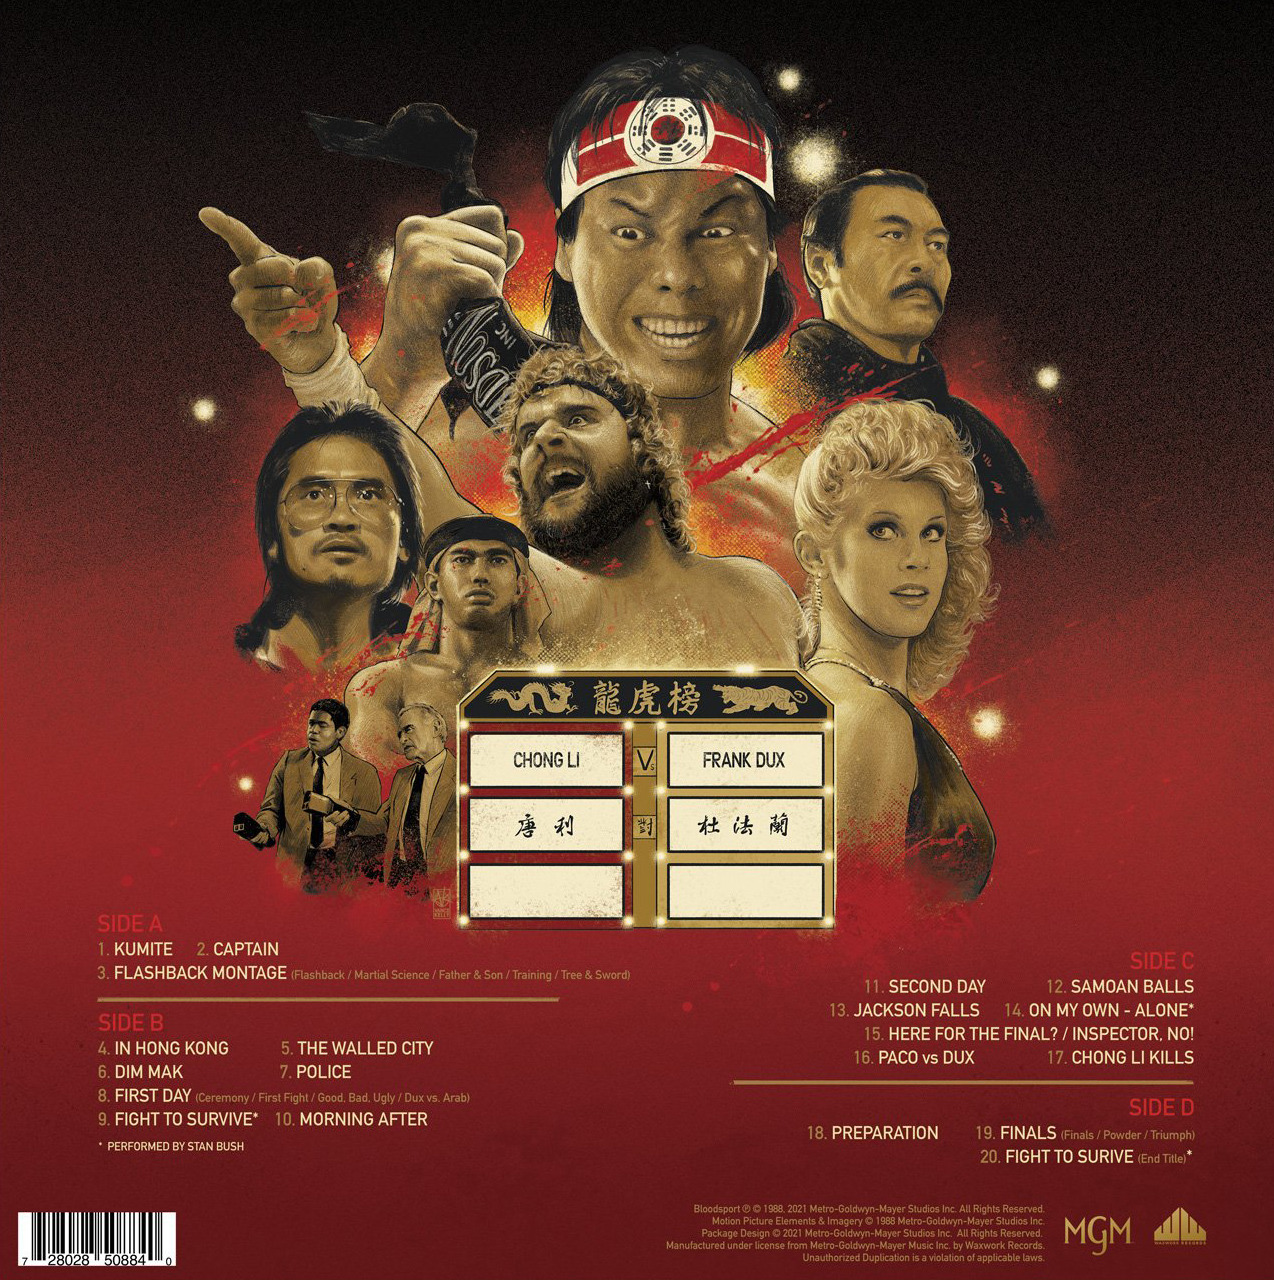 龍虎榜
CHONG LI
Vs
FRANK DUX
唐利
對
杜法蘭
SIDE A
1. KUMITE 2. CAPTAIN
3. FLASHBACK MONTAGE (Flashback / Martial Science / Father & Son / Training / Tree & Sword)
SIDE B
4. IN HONG KONG 5. THE WALLED CITY
6. DIM MAK 7. POLICE
8. FIRST DAY (Ceremony / First Fight / Good, Bad, Ugly / Dux vs. Arab)
9. FIGHT TO SURVIVE* 10. MORNING AFTER
* PERFORMED BY STAN BUSH
SIDE C
11. SECOND DAY 12. SAMOAN BALLS
13. JACKSON FALLS 14. ON MY OWN - ALONE*
15. HERE FOR THE FINAL? / INSPECTOR, NO!
16. PACO vs DUX 17. CHONG LI KILLS
SIDE D
18. PREPARATION 19. FINALS (Finals / Powder / Triumph)
20. FIGHT TO SURIVE (End Title)*
7 28028 50884 0
Bloodsport ℗ © 1988, 2021 Metro-Goldwyn-Mayer Studios Inc. All Rights Reserved.
Motion Picture Elements & Imagery © 1988 Metro-Goldwyn-Mayer Studios Inc.
Package Design © 2021 Metro-Goldwyn-Mayer Studios Inc. All Rights Reserved.
Manufactured under license from Metro-Goldwyn-Mayer Music Inc. by Waxwork Records.
Unauthorized Duplication is a violation of applicable laws.
MGM
WAXWORK RECORDS